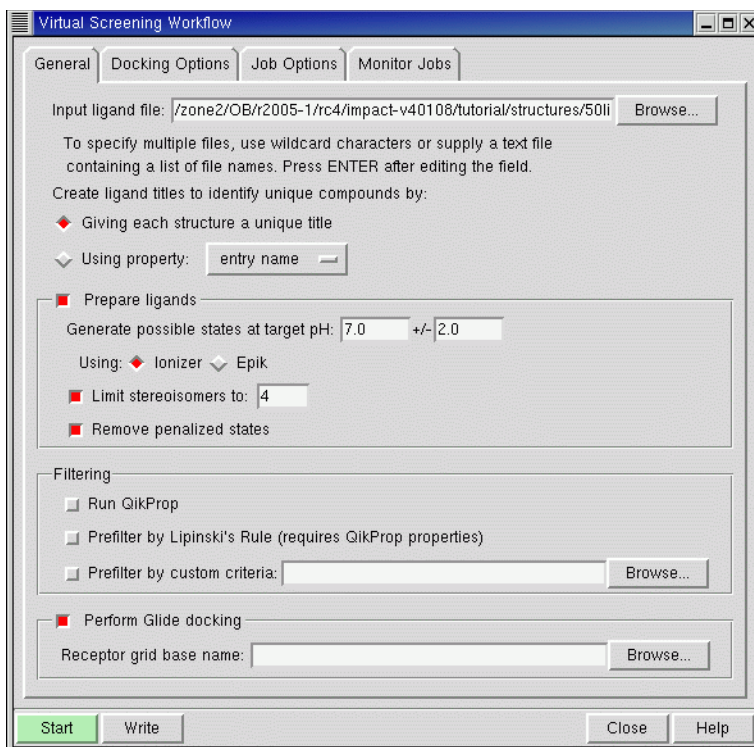 Virtual Screening Workflow
General Docking Options Job Options Monitor Jobs
Input ligand file: /zone2/OB/r2005-1/rc4/impact-v40108/tutorial/structures/50li Browse...
To specify multiple files, use wildcard characters or supply a text file
containing a list of file names. Press ENTER after editing the field.
Create ligand titles to identify unique compounds by:
Giving each structure a unique title
Using property: entry name
Prepare ligands
Generate possible states at target pH: 7.0 +/- 2.0
Using: Ionizer Epik
Limit stereoisomers to: 4
Remove penalized states
Filtering
Run QikProp
Prefilter by Lipinski's Rule (requires QikProp properties)
Prefilter by custom criteria: Browse...
Perform Glide docking
Receptor grid base name: Browse...
Start Write Close Help